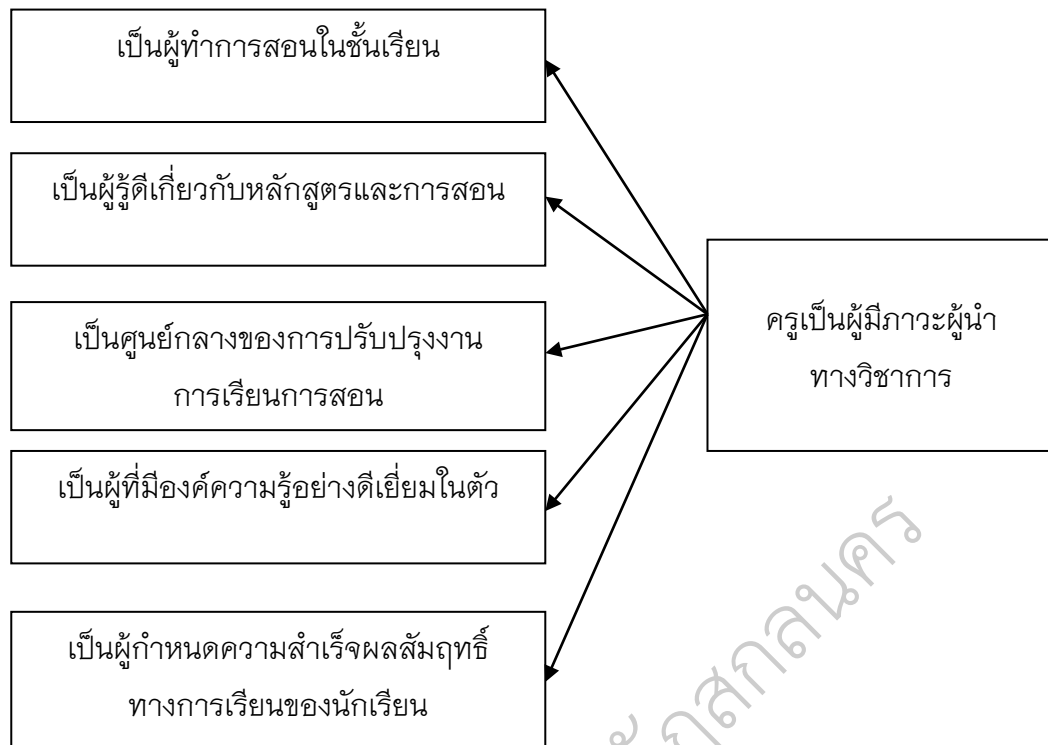 เป็นผู้ทำการสอนในชั้นเรียน
เป็นผู้รู้ดีเกี่ยวกับหลักสูตรและการสอน
เป็นศูนย์กลางของการปรับปรุงงาน
การเรียนการสอน
เป็นผู้ที่มีองค์ความรู้อย่างดีเยี่ยมในตัว
เป็นผู้กำหนดความสำเร็จผลสัมฤทธิ์
ทางการเรียนของนักเรียน
ครูเป็นผู้มีภาวะผู้นำ
ทางวิชาการ